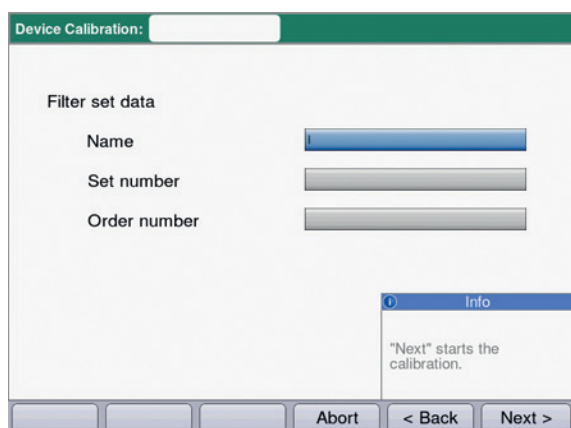 Device Calibration:
Filter set data
Name
Set number
Order number
Info
"Next" starts the
calibration.
Abort
< Back
Next >